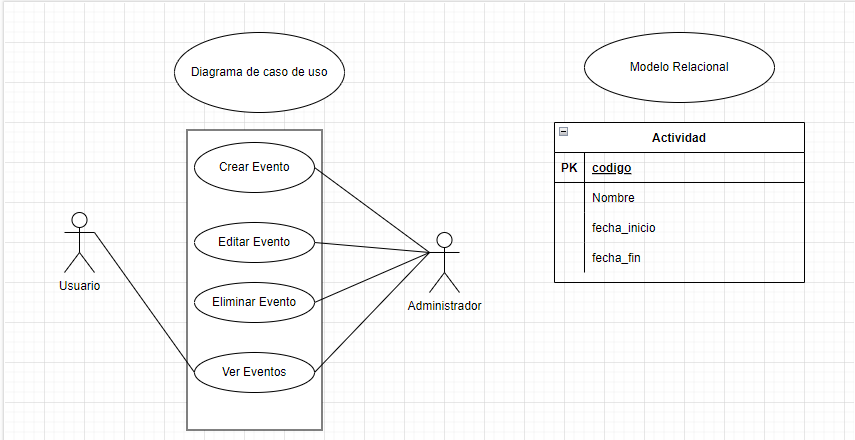 Diagrama de caso de uso
Modelo Relacional
Crear Evento
Editar Evento
Eliminar Evento
Ver Eventos
Usuario
Administrador
Actividad
PK codigo
Nombre
fecha_inicio
fecha_fin